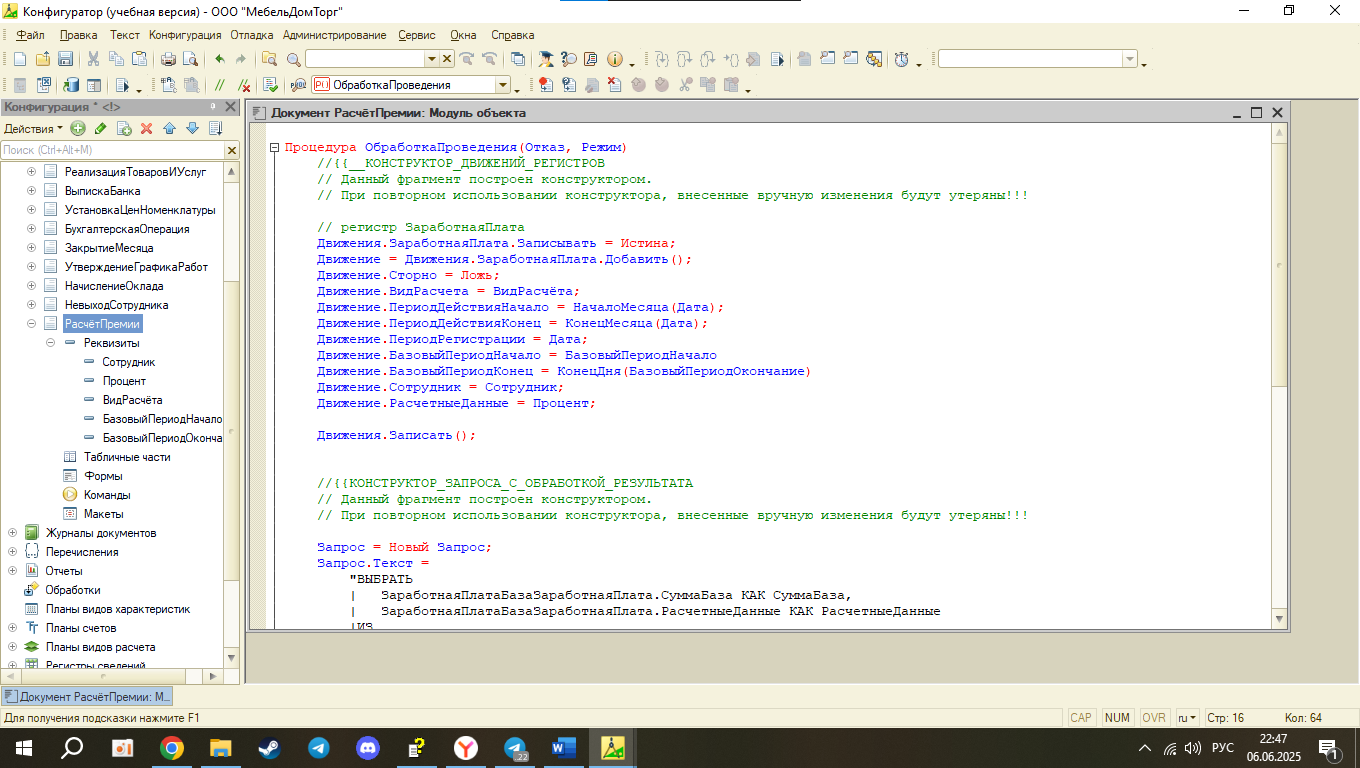 Конфигуратор (учебная версия) - ООО "МебельДомТорг"
Файл Правка Текст Конфигурация Отладка Администрирование Сервис Окна Справка
ОбработкаПроведения
Конфигурация * <!>
Действия
Поиск (Ctrl+Alt+M)
РеализацияТоваровИУслуг
ВыпискаБанка
УстановкаЦенНоменклатуры
БухгалтерскаяОперация
ЗакрытиеМесяца
УтверждениеГрафикаРабот
НачислениеОклада
НевыходСотрудника
РасчётПремии
Реквизиты
Сотрудник
Процент
ВидРасчёта
БазовыйПериодНачало
БазовыйПериодОконча
Табличные части
Формы
Команды
Макеты
Журналы документов
Перечисления
Отчеты
Обработки
Планы видов характеристик
Планы счетов
Планы видов расчета
Регистры сведений
Документ РасчётПремии: Модуль объекта
Процедура ОбработкаПроведения(Отказ, Режим)
//{{__КОНСТРУКТОР_ДВИЖЕНИЙ_РЕГИСТРОВ
// Данный фрагмент построен конструктором.
// При повторном использовании конструктора, внесенные вручную изменения будут утеряны!!!
// регистр ЗаработнаяПлата
Движения.ЗаработнаяПлата.Записывать = Истина;
Движение = Движения.ЗаработнаяПлата.Добавить();
Движение.Сторно = Ложь;
Движение.ВидРасчета = ВидРасчёта;
Движение.ПериодДействияНачало = НачалоМесяца(Дата);
Движение.ПериодДействияКонец = КонецМесяца(Дата);
Движение.ПериодРегистрации = Дата;
Движение.БазовыйПериодНачало = БазовыйПериодНачало
Движение.БазовыйПериодКонец = КонецДня(БазовыйПериодОкончание)
Движение.Сотрудник = Сотрудник;
Движение.РасчетныеДанные = Процент;
Движения.Записать();
//{{КОНСТРУКТОР_ЗАПРОСА_С_ОБРАБОТКОЙ_РЕЗУЛЬТАТА
// Данный фрагмент построен конструктором.
// При повторном использовании конструктора, внесенные вручную изменения будут утеряны!!!
Запрос = Новый Запрос;
Запрос.Текст =
"ВЫБРАТЬ
| ЗаработнаяПлатаБазаЗаработнаяПлата.СуммаБаза КАК СуммаБаза,
| ЗаработнаяПлатаБазаЗаработнаяПлата.РасчетныеДанные КАК РасчетныеДанные
|ИЗ
Документ РасчётПремии: М...
Для получения подсказки нажмите F1
CAP NUM OVR ru Стр: 16 Кол: 64
22
РУС
22:47
06.06.2025
1